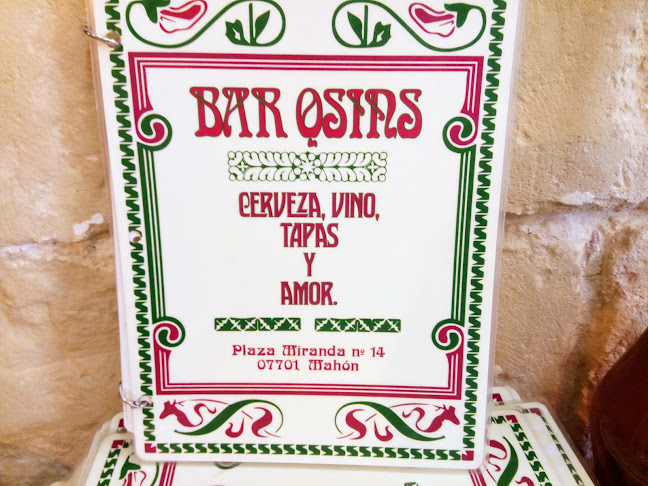 BAR OSINS
CERVEZA, VINO,
TAPAS
Y
AMOR.
Plaza Miranda nº 14
07701 Mahón